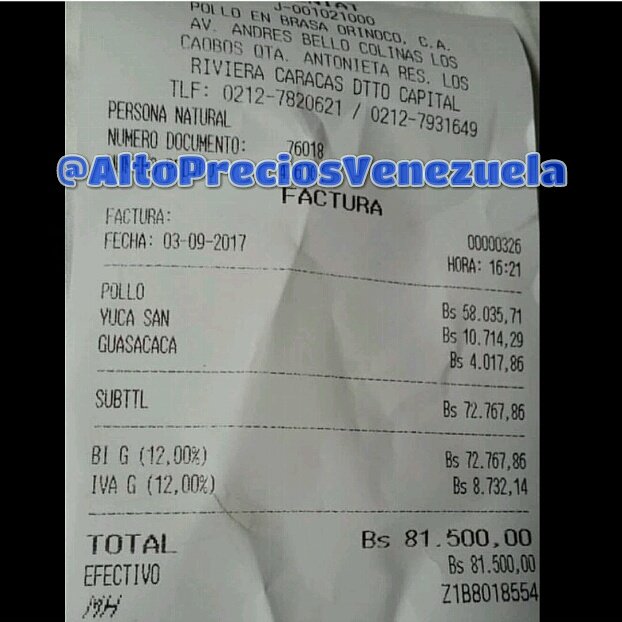 J-001021000
POLLO EN BRASA ORINOCO, C.A.
AV. ANDRES BELLO COLINAS LOS
CAOBOS QTA. ANTONIETA RES. LOS
RIVIERA CARACAS DTTO CAPITAL
TLF: 0212-7820621 / 0212-7931649
PERSONA NATURAL
NUMERO DOCUMENTO: 76018
@AltoPreciosVenezuela
FACTURA
FACTURA: 00000326
FECHA: 03-09-2017 HORA: 16:21
POLLO Bs 58.035,71
YUCA SAN Bs 10.714,29
GUASACACA Bs 4.017,86
SUBTTL Bs 72.767,86
BI G (12,00%) Bs 72.767,86
IVA G (12,00%) Bs 8.732,14
TOTAL Bs 81.500,00
EFECTIVO Bs 81.500,00
MH Z1B8018554